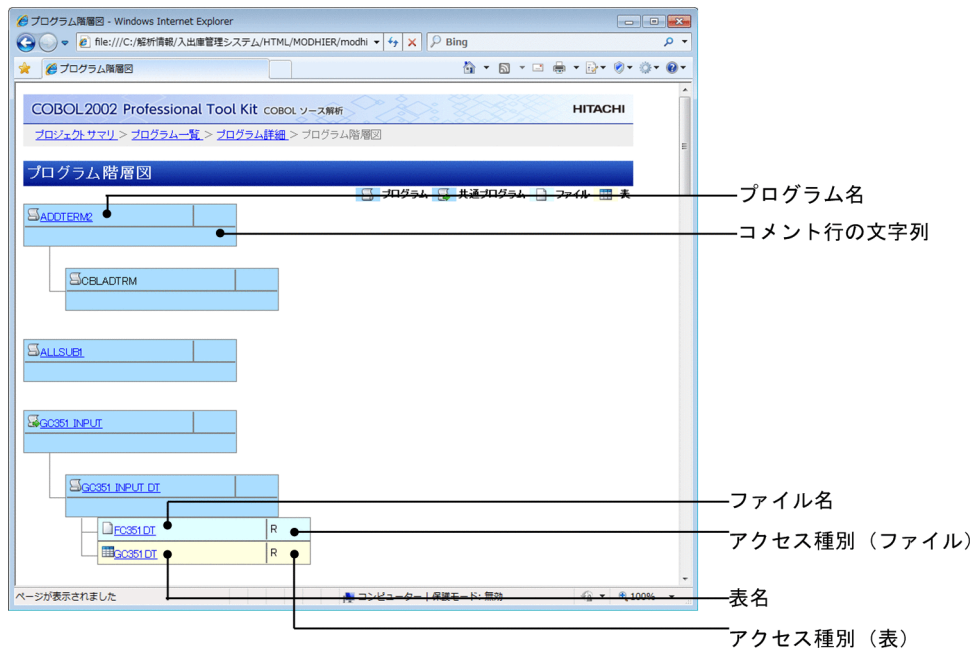 プログラム階層図 - Windows Internet Explorer
file:///C:/解析情報/入出庫管理システム/HTML/MODHIER/modhi
Bing
プログラム階層図
COBOL2002 Professional Tool Kit COBOL ソース解析
HITACHI
プロジェクトサマリ > プログラム一覧 > プログラム詳細 > プログラム階層図
プログラム階層図
プログラム 共通プログラム ファイル 表
プログラム名
ADDTERM2
コメント行の文字列
CBLADTRM
ALLSUB1
GC351 INPUT
GC351 INPUT DT
ファイル名
FC351 DT R
アクセス種別（ファイル）
GC351 DT R
ページが表示されました
コンピューター | 保護モード: 無効
100%
表名
アクセス種別（表）